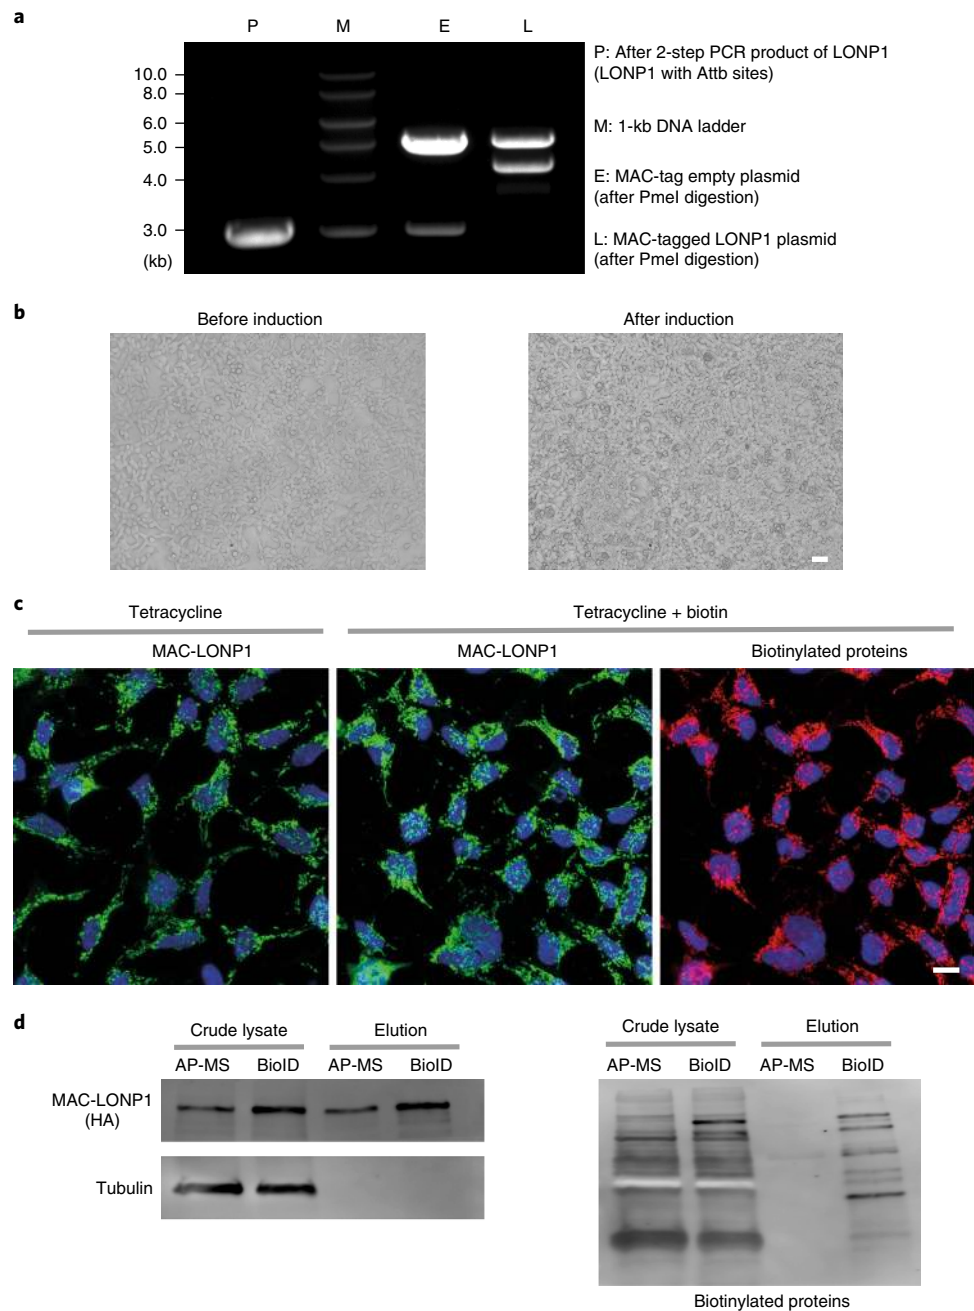 a
P M E L
10.0
8.0
6.0
5.0
4.0
3.0
(kb)
P: After 2-step PCR product of LONP1
(LONP1 with Attb sites)
M: 1-kb DNA ladder
E: MAC-tag empty plasmid
(after PmeI digestion)
L: MAC-tagged LONP1 plasmid
(after PmeI digestion)
b
Before induction
After induction
c
Tetracycline
Tetracycline + biotin
MAC-LONP1
MAC-LONP1
Biotinylated proteins
d
Crude lysate
Elution
AP-MS BioID AP-MS BioID
MAC-LONP1
(HA)
Tubulin
Crude lysate
Elution
AP-MS BioID AP-MS BioID
Biotinylated proteins